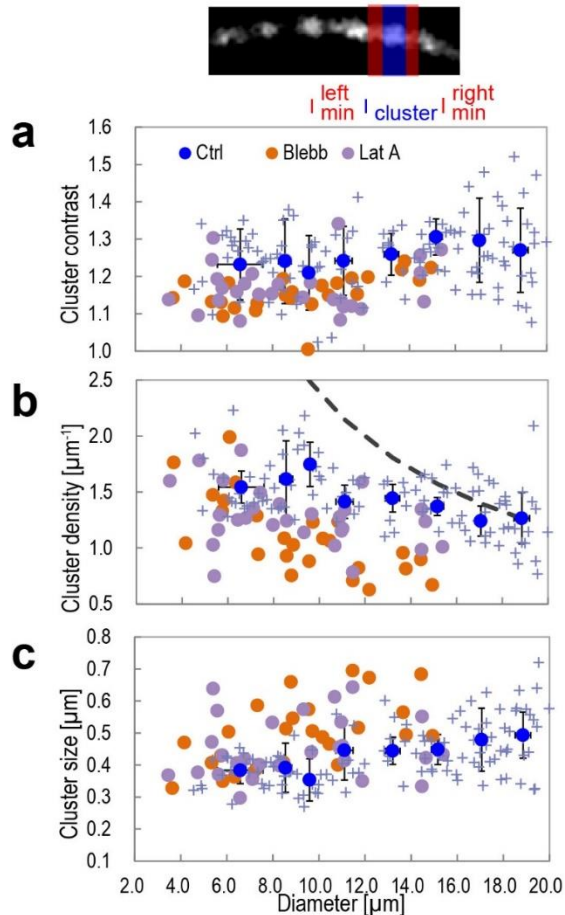 left min
cluster
right min
a
Ctrl Blebb Lat A
Cluster contrast
1.6
1.5
1.4
1.3
1.2
1.1
1.0
b
Cluster density [µm⁻¹]
2.5
2.0
1.5
1.0
0.5
c
Cluster size [µm]
0.8
0.7
0.6
0.5
0.4
0.3
0.2
0.1
2.0 4.0 6.0 8.0 10.0 12.0 14.0 16.0 18.0 20.0
Diameter [µm]